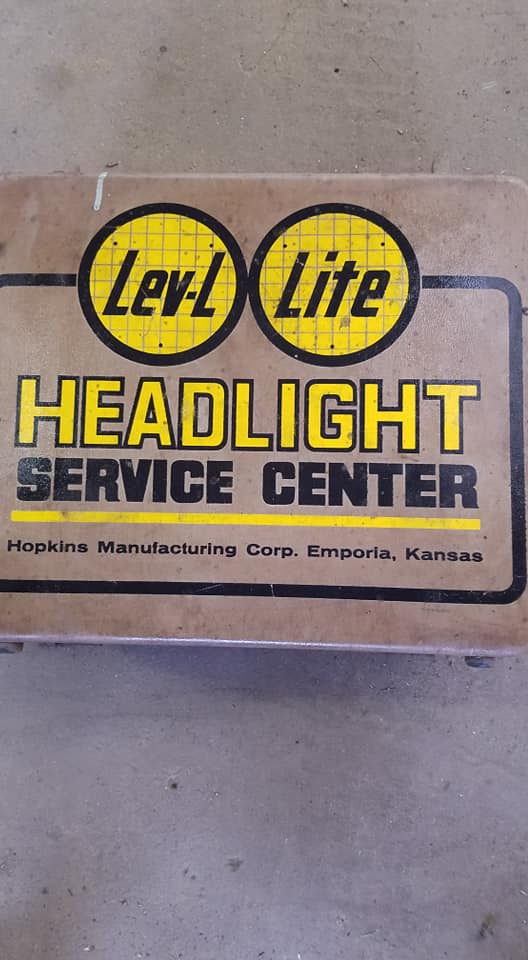 Lev-L Lite
HEADLIGHT
SERVICE CENTER
Hopkins Manufacturing Corp. Emporia, Kansas